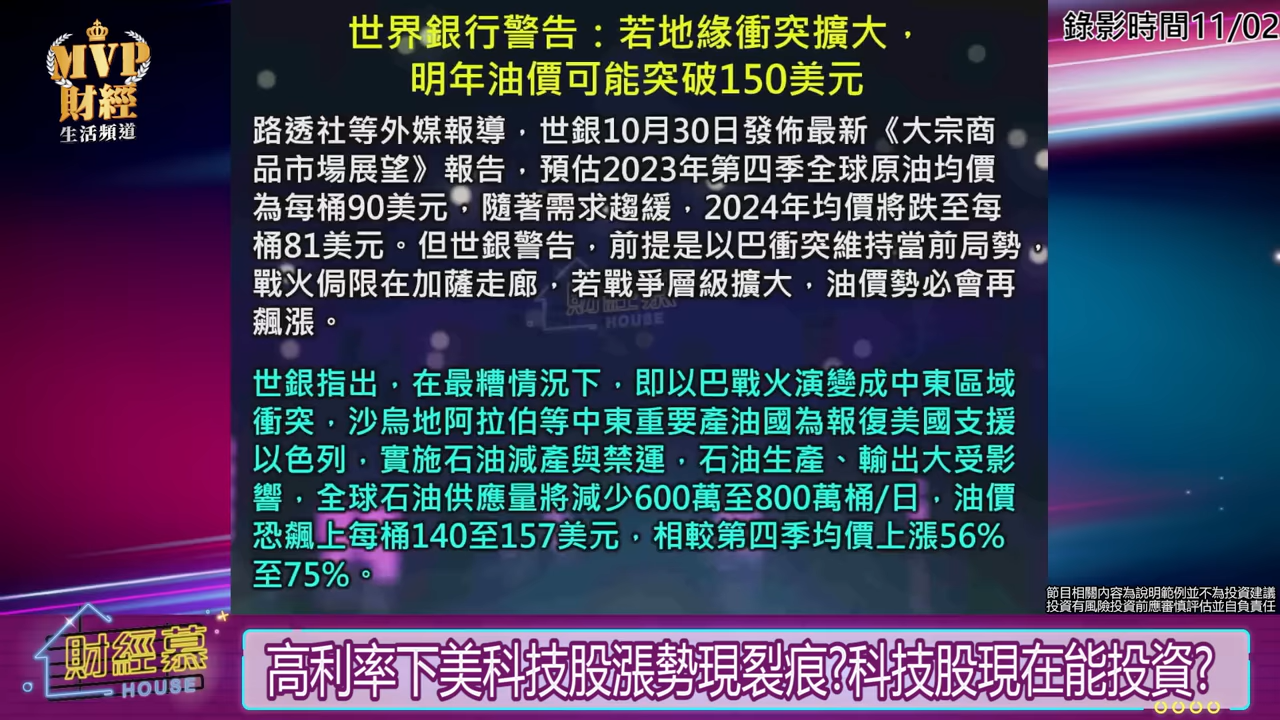 世界銀行警告：若地緣衝突擴大，
明年油價可能突破150美元
錄影時間11/02
MVP
財經
生活頻道
路透社等外媒報導，世銀10月30日發佈最新《大宗商
品市場展望》報告，預估2023年第四季全球原油均價
為每桶90美元，隨著需求趨緩，2024年均價將跌至每
桶81美元。但世銀警告，前提是以巴衝突維持當前局勢，
戰火侷限在加薩走廊，若戰爭層級擴大，油價勢必會再
飆漲。
世銀指出，在最糟情況下，即以巴戰火演變成中東區域
衝突，沙烏地阿拉伯等中東重要產油國為報復美國支援
以色列，實施石油減產與禁運，石油生產、輸出大受影
響，全球石油供應量將減少600萬至800萬桶/日，油價
恐飆上每桶140至157美元，相較第四季均價上漲56%
至75%。
節目相關內容為說明範例並不為投資建議
投資有風險投資前應審慎評估並自負責任
財經慕
HOUSE
高利率下美科技股漲勢現裂痕?科技股現在能投資?